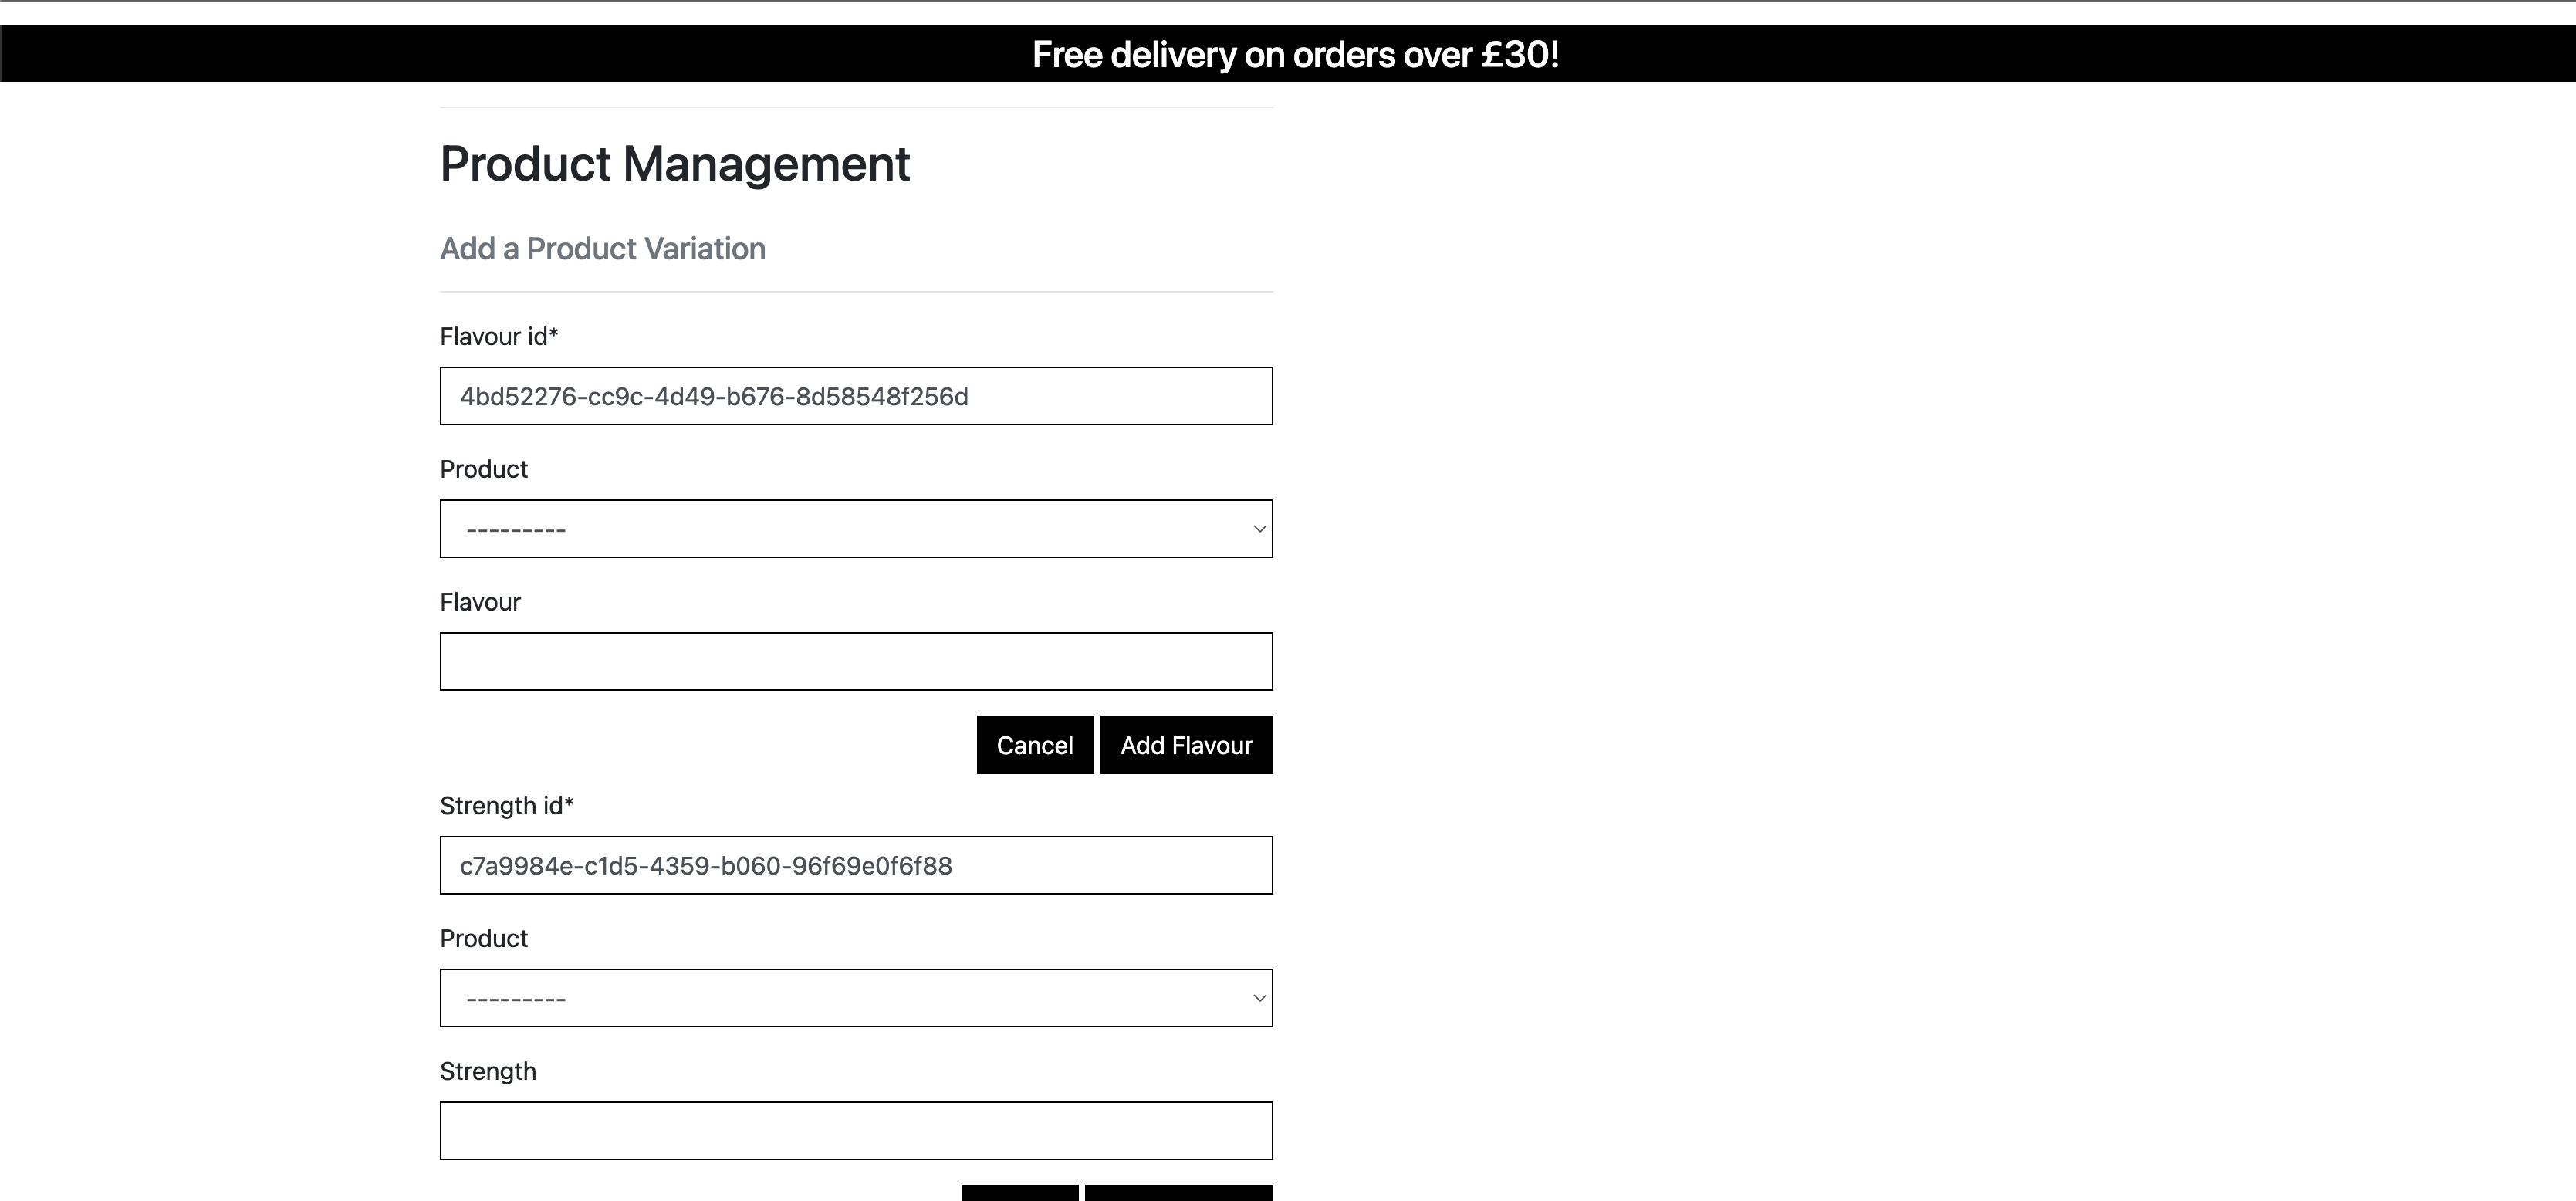 Free delivery on orders over £30!
Product Management
Add a Product Variation
Flavour id*
4bd52276-cc9c-4d49-b676-8d58548f256d
Product
---------
Flavour
Cancel Add Flavour
Strength id*
c7a9984e-c1d5-4359-b060-96f69e0f6f88
Product
---------
Strength